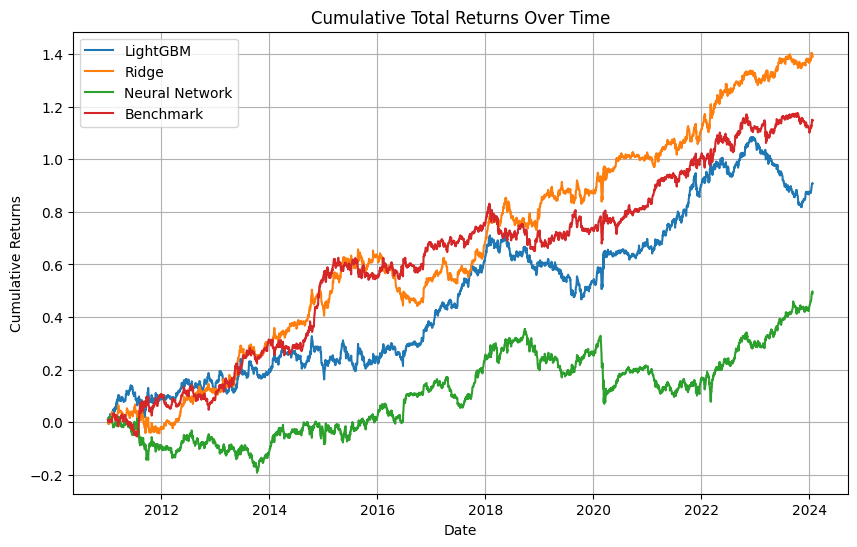 Cumulative Total Returns Over Time
LightGBM
Ridge
Neural Network
Benchmark
Cumulative Returns
1.4
1.2
1.0
0.8
0.6
0.4
0.2
0.0
−0.2
2012 2014 2016 2018 2020 2022 2024
Date